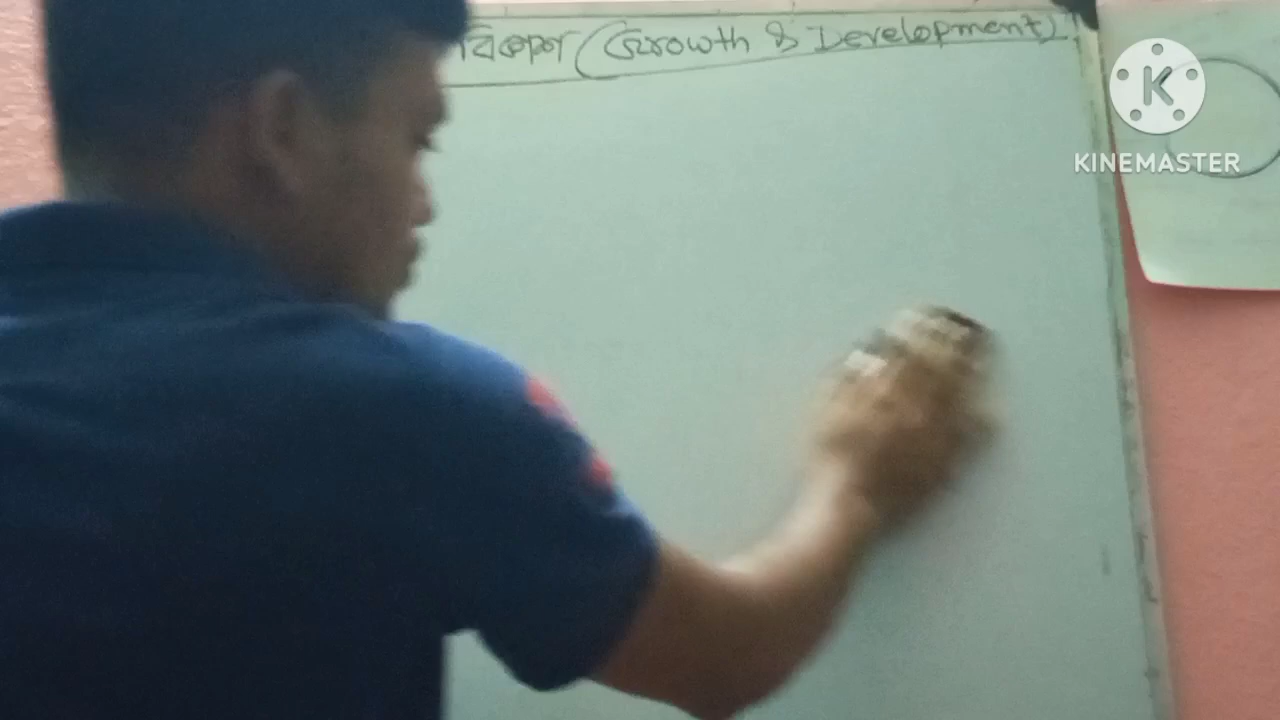 বিকাশ (Growth & Development)
K
KINEMASTER